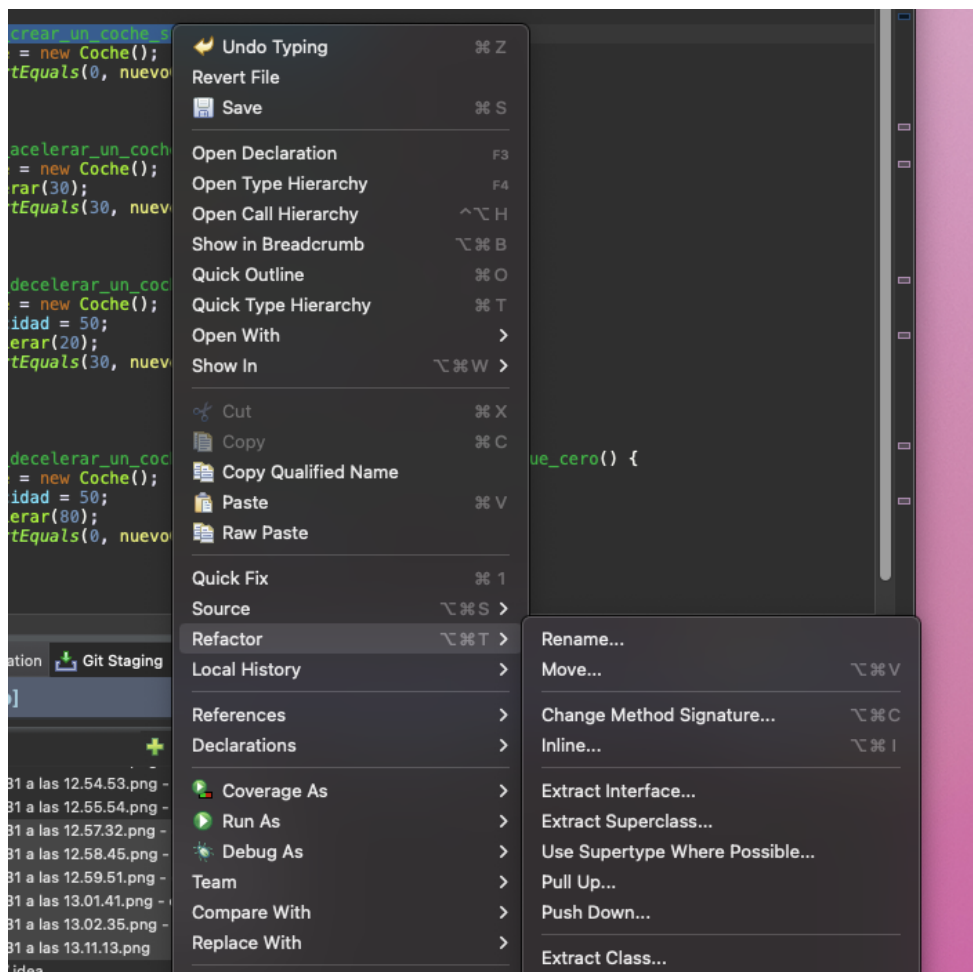 crear_un_coche_s
= new Coche();
tEquals(0, nuevo
acelerar_un_coch
= new Coche();
rar(30);
tEquals(30, nuev
decelerar_un_coc
= new Coche();
idad = 50;
erar(20);
tEquals(30, nuev
decelerar_un_coc
ue_cero() {
= new Coche();
idad = 50;
lerar(80);
tEquals(0, nuevo
Undo Typing ⌘ Z
Revert File
Save ⌘ S
Open Declaration F3
Open Type Hierarchy F4
Open Call Hierarchy ^⌥ H
Show in Breadcrumb ⌥⌘ B
Quick Outline ⌘ O
Quick Type Hierarchy ⌘ T
Open With >
Show In ⌥⌘ W >
Cut ⌘ X
Copy ⌘ C
Copy Qualified Name
Paste ⌘ V
Raw Paste
Quick Fix ⌘ 1
Source ⌥⌘ S >
Refactor ⌥⌘ T >
Local History >
References >
Declarations >
Coverage As >
Run As >
Debug As >
Team >
Compare With >
Replace With >
Rename...
Move... ⌥⌘ V
Change Method Signature... ⌥⌘ C
Inline... ⌥⌘ I
Extract Interface...
Extract Superclass...
Use Supertype Where Possible...
Pull Up...
Push Down...
Extract Class...
ation Git Staging
]
31 a las 12.54.53.png -
31 a las 12.55.54.png -
31 a las 12.57.32.png -
31 a las 12.58.45.png -
31 a las 12.59.51.png -
31 a las 13.01.41.png -
31 a las 13.02.35.png -
31 a las 13.11.13.png
idea